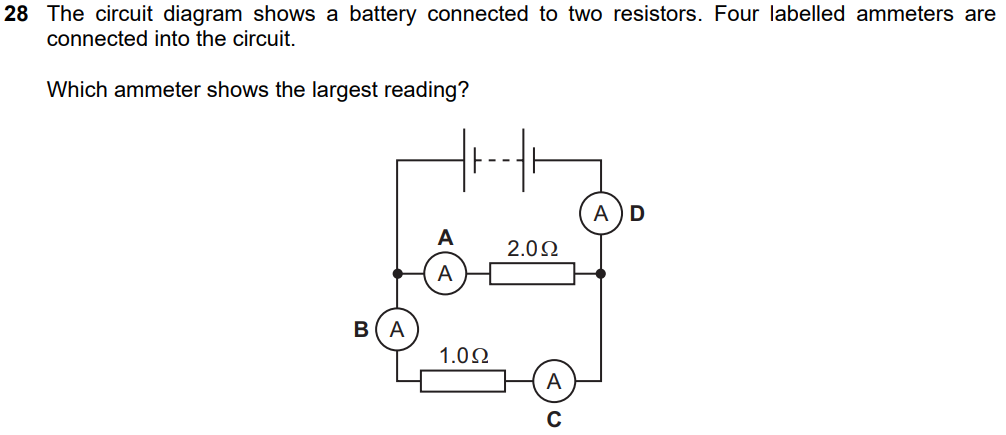 28 The circuit diagram shows a battery connected to two resistors. Four labelled ammeters are
connected into the circuit.
Which ammeter shows the largest reading?
A D
A
2.0Ω
A
B A
1.0Ω
A
C